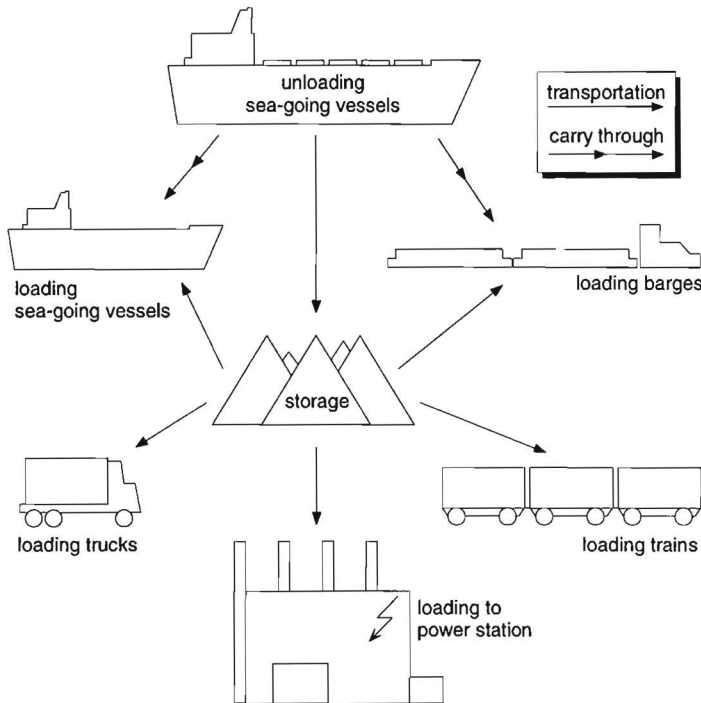 unloading
sea-going vessels
transportation
carry through
loading
sea-going vessels
loading barges
storage
loading trucks
loading trains
loading to
power station